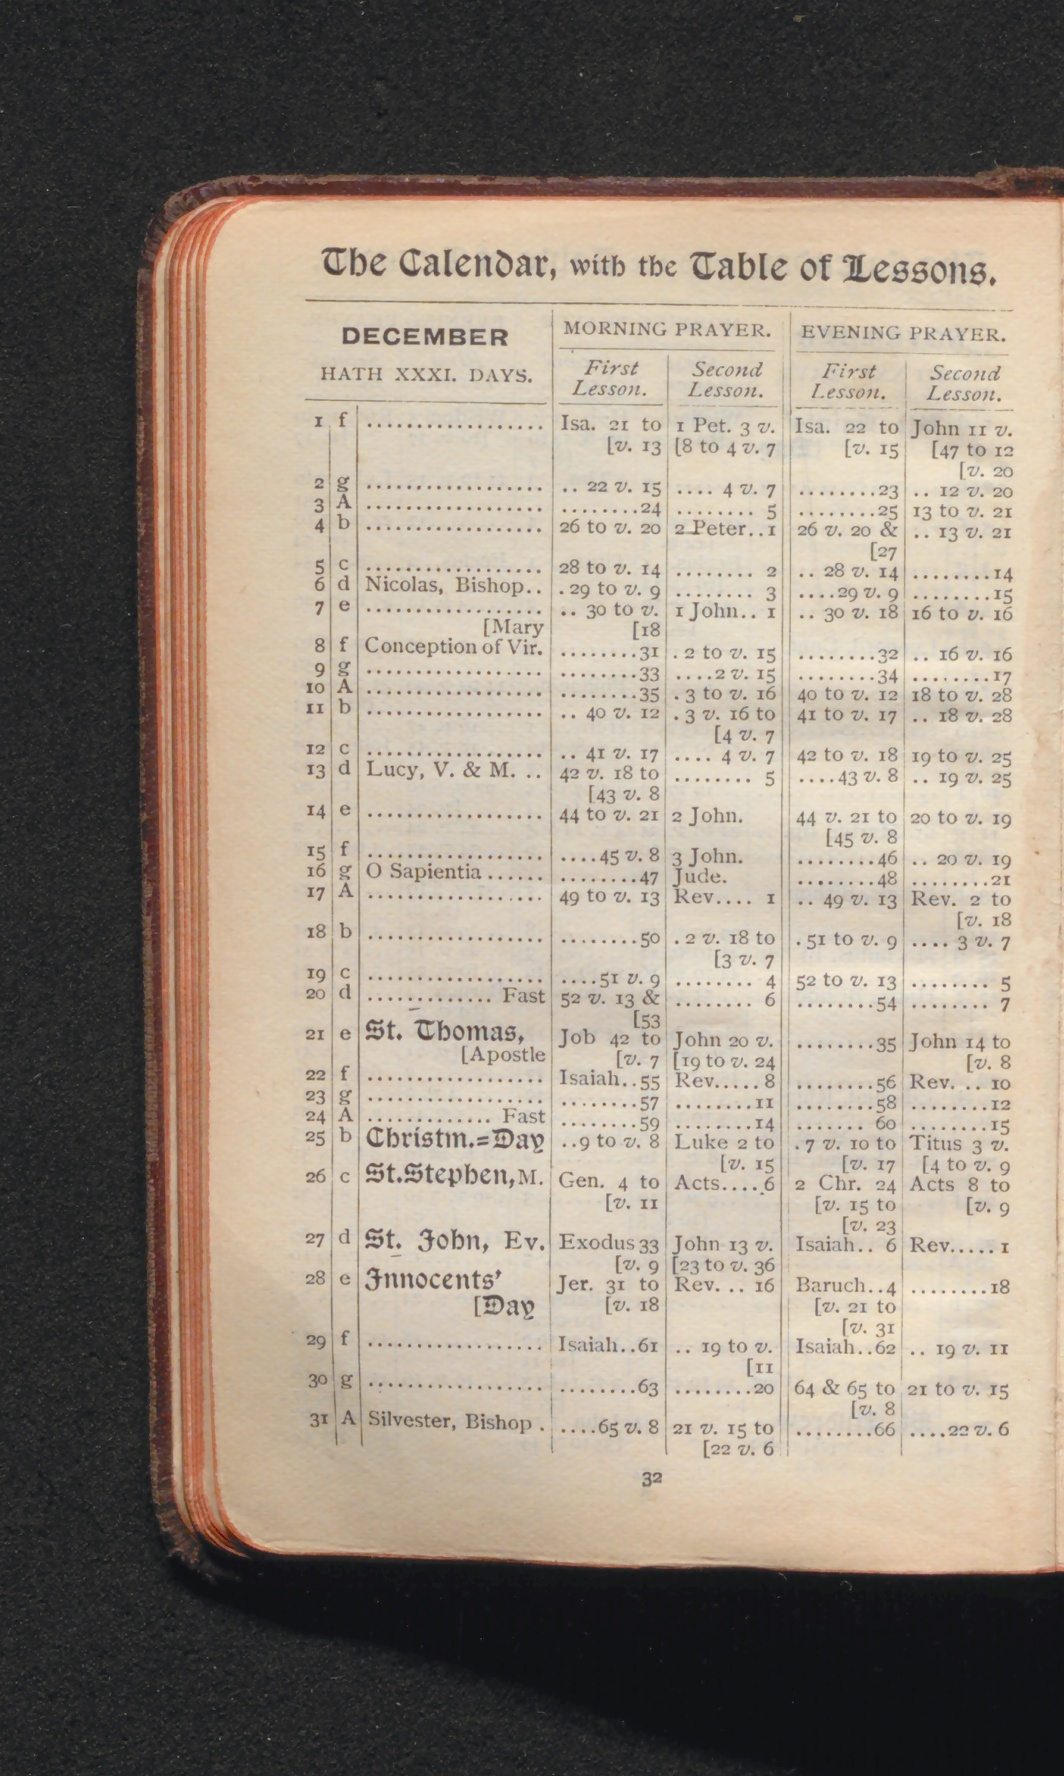 The Calendar, with the Table of Lessons.
DECEMBER HATH XXXI. DAYS. MORNING PRAYER. EVENING PRAYER.
First Lesson. Second Lesson. First Lesson. Second Lesson.
1 f .................. Isa. 21 to 1 Pet. 3 v. Isa. 22 to John 11 v.
[v. 13 [8 to 4 v. 7 [v. 15 [47 to 12
[v. 20
2 g .................. .. 22 v. 15 .... 4 v. 7 ........23 .. 12 v. 20
3 A .................. ........24 ........ 5 ........25 13 to v. 21
4 b .................. 26 to v. 20 2 Peter..1 26 v. 20 & .. 13 v. 21
[27
5 c .................. 28 to v. 14 ........ 2 .. 28 v. 14 ........14
6 d Nicolas, Bishop.. .29 to v. 9 ........ 3 ....29 v. 9 ........15
7 e .................. .. 30 to v. 1 John.. 1 .. 30 v. 18 16 to v. 16
[Mary [18
8 f Conception of Vir. ........31 . 2 to v. 15 ........32 .. 16 v. 16
9 g .................. ........33 ....2 v. 15 ........34 ........17
10 A .................. ........35 . 3 to v. 16 40 to v. 12 18 to v. 28
11 b .................. .. 40 v. 12 . 3 v. 16 to 41 to v. 17 .. 18 v. 28
[4 v. 7
12 c .................. .. 41 v. 17 .... 4 v. 7 42 to v. 18 19 to v. 25
13 d Lucy, V. & M. .. 42 v. 18 to ........ 5 ....43 v. 8 .. 19 v. 25
[43 v. 8
14 e .................. 44 to v. 21 2 John. 44 v. 21 to 20 to v. 19
[45 v. 8
15 f .................. ....45 v. 8 3 John. ........46 .. 20 v. 19
16 g O Sapientia ...... ........47 Jude. ........48 ........21
17 A .................. 49 to v. 13 Rev.... 1 .. 49 v. 13 Rev. 2 to
[v. 18
18 b .................. ........50 . 2 v. 18 to . 51 to v. 9 .... 3 v. 7
[3 v. 7
19 c .................. ....51 v. 9 ........ 4 52 to v. 13 ........ 5
20 d ............. Fast 52 v. 13 & ........ 6 ........54 ........ 7
[53
21 e St. Thomas, Job 42 to John 20 v. ........35 John 14 to
[Apostle [v. 7 [19 to v. 24 [v. 8
22 f .................. Isaiah..55 Rev.....8 ........56 Rev. .. 10
23 g .................. ........57 ........11 ........58 ........12
24 A ............. Fast ........59 ........14 ........ 60 ........15
25 b Christm.=Day ..9 to v. 8 Luke 2 to . 7 v. 10 to Titus 3 v.
[v. 15 [v. 17 [4 to v. 9
26 c St.Stephen, M. Gen. 4 to Acts....6 2 Chr. 24 Acts 8 to
[v. 11 [v. 15 to [v. 9
[v. 23
27 d St. John, Ev. Exodus 33 John 13 v. Isaiah.. 6 Rev.....1
[v. 9 [23 to v. 36
28 e Innocents' Jer. 31 to Rev. .. 16 Baruch..4 ........18
[Day [v. 18 [v. 21 to
[v. 31
29 f .................. Isaiah..61 .. 19 to v. Isaiah..62 .. 19 v. 11
[11
30 g .................. ........63 ........20 64 & 65 to 21 to v. 15
[v. 8
31 A Silvester, Bishop . ....65 v. 8 21 v. 15 to ........66 ....22 v. 6
[22 v. 6
32